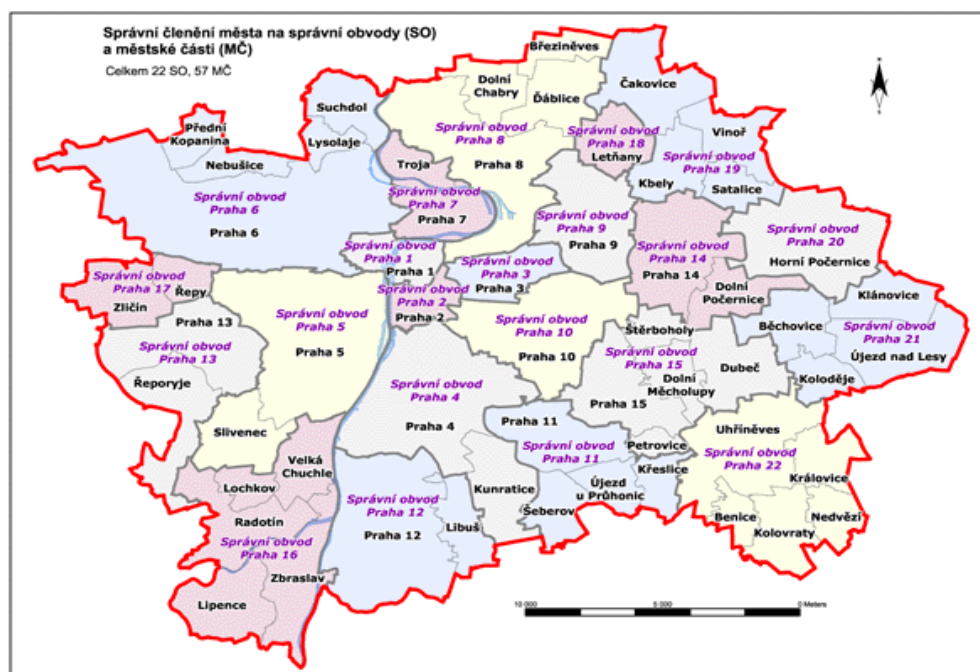 Správní členění města na správní obvody (SO)
a městské části (MČ)
Celkem 22 SO, 57 MČ
Březiněves
Dolní
Chabry
Ďáblice
Čakovice
Suchdol
Přední
Kopanina
Lysolaje
Nebušice
Správní obvod
Praha 8
Praha 8
Správní obvod
Praha 18
Letňany
Vinoř
Správní obvod
Praha 19
Kbely
Satalice
Troja
Správní obvod
Praha 7
Praha 7
Správní obvod
Praha 6
Praha 6
Správní obvod
Praha 9
Praha 9
Správní obvod
Praha 20
Horní Počernice
Správní obvod
Praha 1
Praha 1
Správní obvod
Praha 3
Praha 3
Správní obvod
Praha 14
Praha 14
Dolní
Počernice
Správní obvod
Praha 17
Zličín
Řepy
Správní obvod
Praha 2
Praha 2
Klánovice
Běchovice
Správní obvod
Praha 21
Újezd nad Lesy
Koloděje
Praha 13
Správní obvod
Praha 13
Řeporyje
Správní obvod
Praha 5
Praha 5
Správní obvod
Praha 10
Praha 10
Štěrboholy
Správní obvod
Praha 15
Dolní
Měcholupy
Dubeč
Praha 15
Petrovice
Správní obvod
Praha 4
Praha 4
Praha 11
Správní obvod
Praha 11
Křeslice
Újezd
u Průhonic
Šeberov
Kunratice
Slivenec
Velká
Chuchle
Lochkov
Radotín
Správní obvod
Praha 16
Zbraslav
Lipence
Správní obvod
Praha 12
Praha 12
Libuš
Uhříněves
Správní obvod
Praha 22
Královice
Benice
Nedvězí
Kolovraty
10 000
5 000
0 Meters